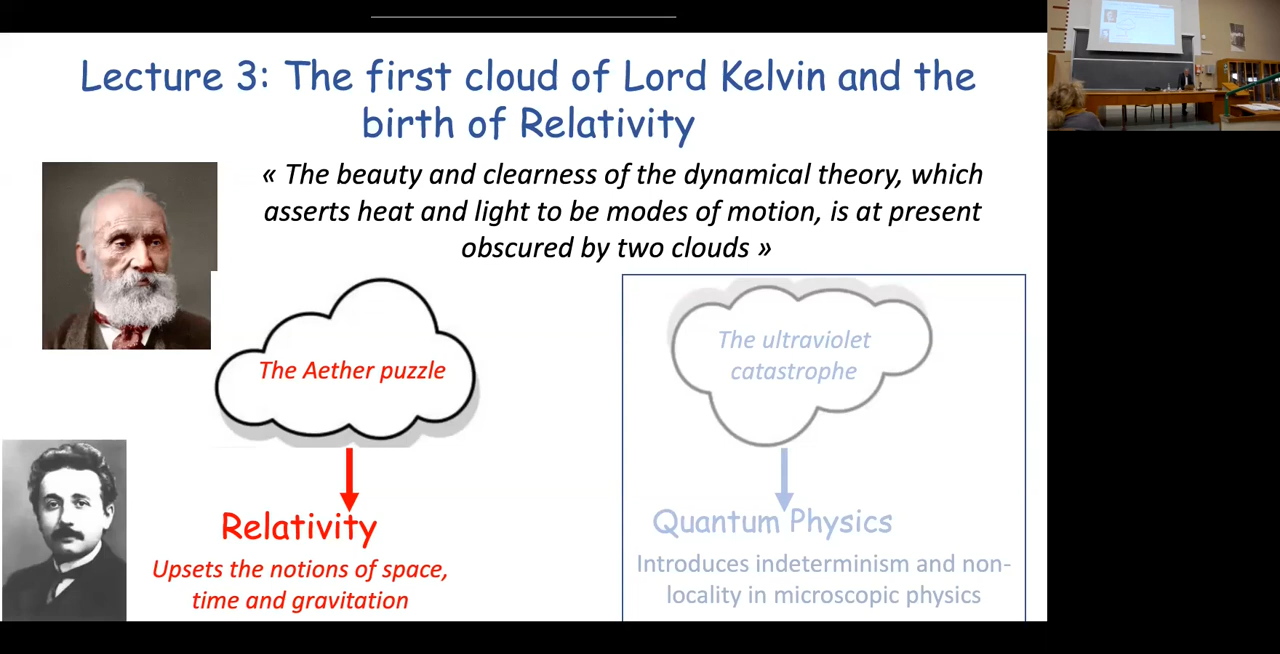 Lecture 3: The first cloud of Lord Kelvin and the
birth of Relativity
« The beauty and clearness of the dynamical theory, which
asserts heat and light to be modes of motion, is at present
obscured by two clouds »
The Aether puzzle
The ultraviolet
catastrophe
Relativity
Upsets the notions of space,
time and gravitation
Quantum Physics
Introduces indeterminism and non-
locality in microscopic physics